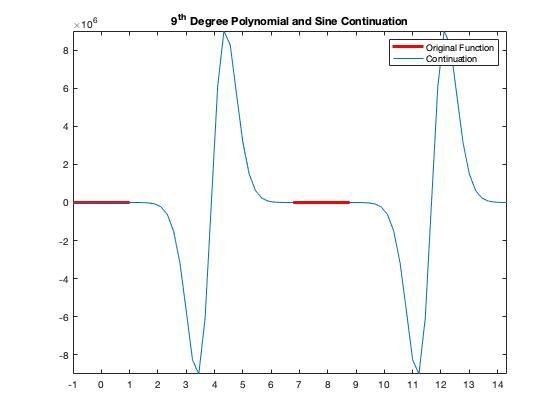 9th Degree Polynomial and Sine Continuation
×10^6
Original Function
Continuation
8
6
4
2
0
-2
-4
-6
-8
-1 0 1 2 3 4 5 6 7 8 9 10 11 12 13 14